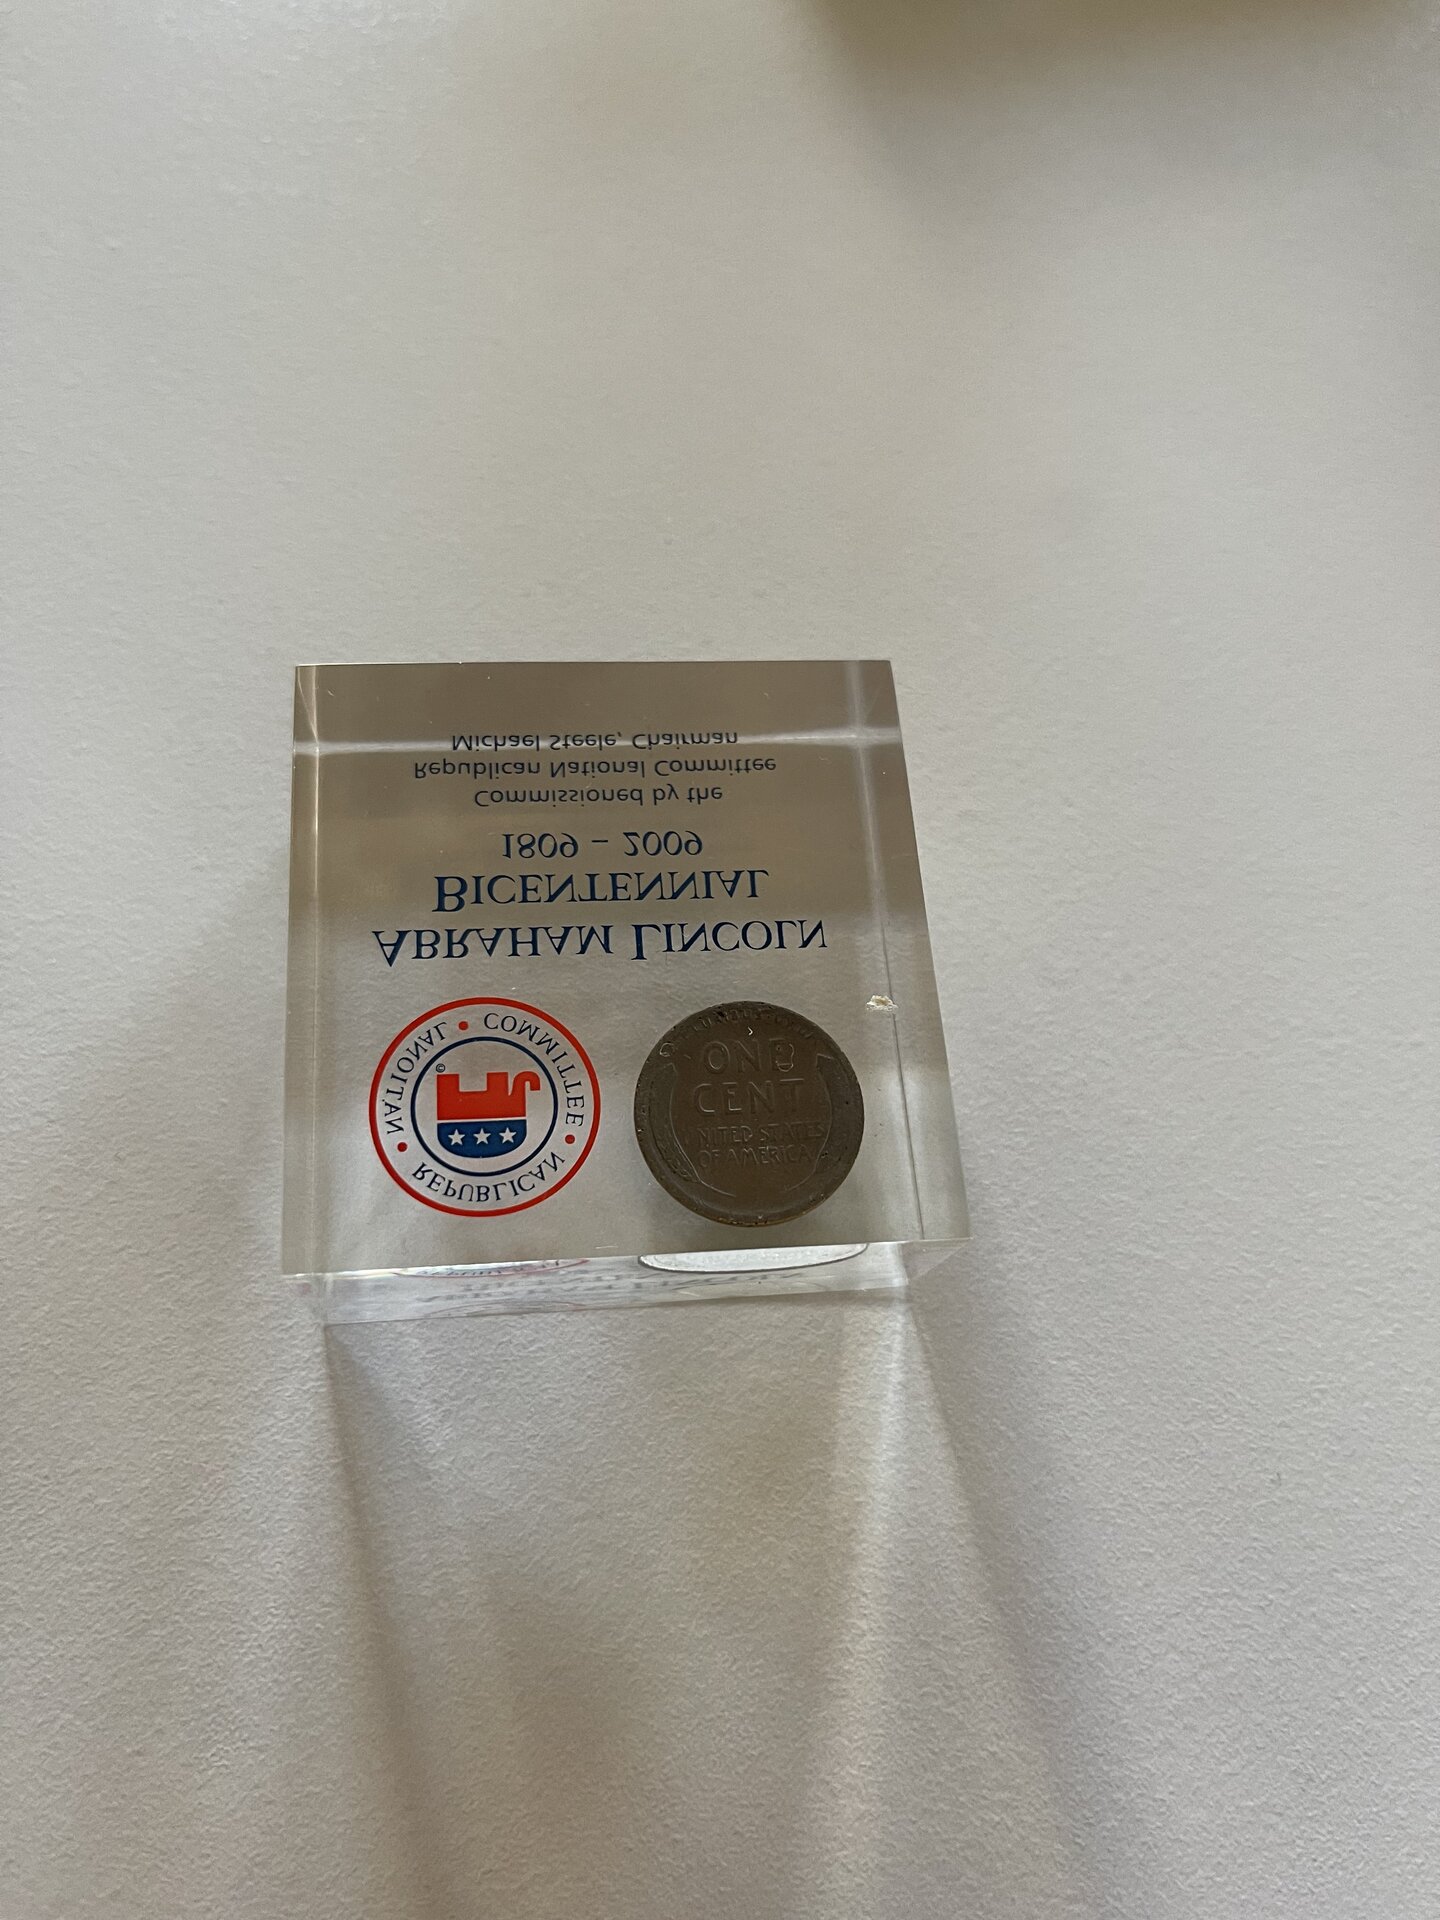 ABRAHAM LINCOLN
BICENTENNIAL
1809 – 2009
Commissioned by the
Republican National Committee
Michael Steele, Chairman
REPUBLICAN • NATIONAL • COMMITTEE •
©
ONE
CENT
UNITED STATES
OF AMERICA